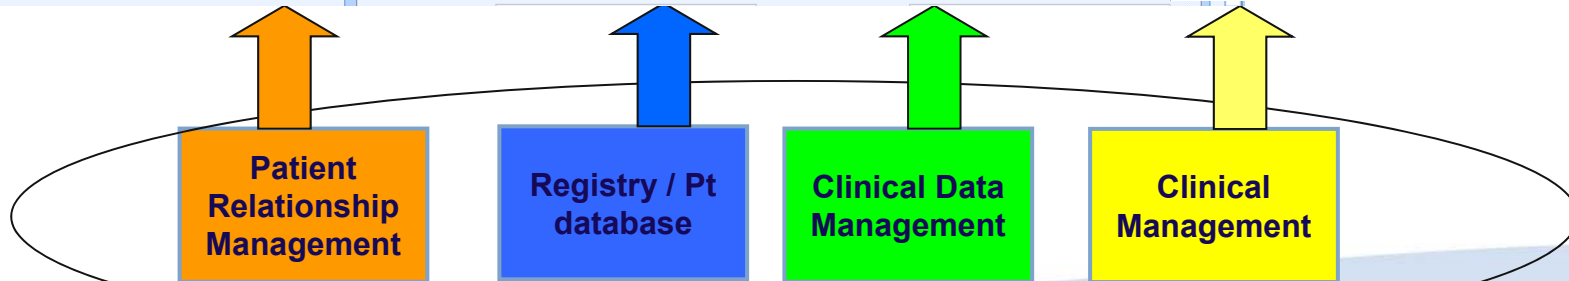 Patient
Relationship
Management
Registry / Pt
database
Clinical Data
Management
Clinical
Management